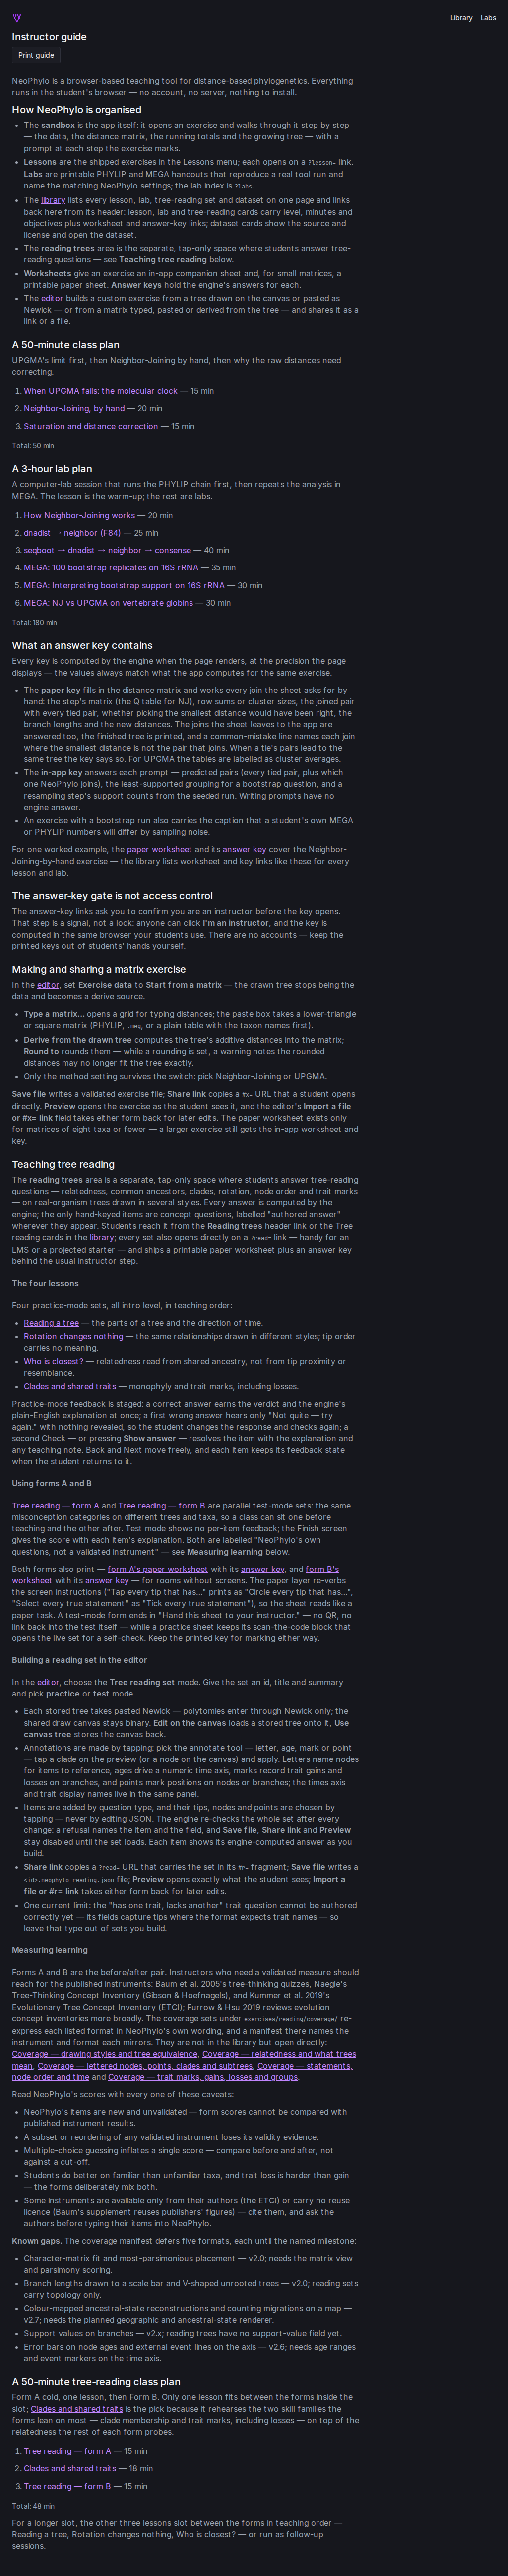 Library Labs
Instructor guide
Print guide
NeoPhylo is a browser-based teaching tool for distance-based phylogenetics. Everything
runs in the student's browser — no account, no server, nothing to install.
How NeoPhylo is organised
• The sandbox is the app itself: it opens an exercise and walks through it step by step
— the data, the distance matrix, the running totals and the growing tree — with a
prompt at each step the exercise marks.
• Lessons are the shipped exercises in the Lessons menu; each opens on a ?lesson= link.
Labs are printable PHYLIP and MEGA handouts that reproduce a real tool run and
name the matching NeoPhylo settings; the lab index is ?labs.
• The library lists every lesson, lab, tree-reading set and dataset on one page and links
back here from its header: lesson, lab and tree-reading cards carry level, minutes and
objectives plus worksheet and answer-key links; dataset cards show the source and
license and open the dataset.
• The reading trees area is the separate, tap-only space where students answer tree-
reading questions — see Teaching tree reading below.
• Worksheets give an exercise an in-app companion sheet and, for small matrices, a
printable paper sheet. Answer keys hold the engine's answers for each.
• The editor builds a custom exercise from a tree drawn on the canvas or pasted as
Newick — or from a matrix typed, pasted or derived from the tree — and shares it as a
link or a file.
A 50-minute class plan
UPGMA's limit first, then Neighbor-Joining by hand, then why the raw distances need
correcting.
1. When UPGMA fails: the molecular clock — 15 min
2. Neighbor-Joining, by hand — 20 min
3. Saturation and distance correction — 15 min
Total: 50 min
A 3-hour lab plan
A computer-lab session that runs the PHYLIP chain first, then repeats the analysis in
MEGA. The lesson is the warm-up; the rest are labs.
1. How Neighbor-Joining works — 20 min
2. dnadist → neighbor (F84) — 25 min
3. seqboot → dnadist → neighbor → consense — 40 min
4. MEGA: 100 bootstrap replicates on 16S rRNA — 35 min
5. MEGA: Interpreting bootstrap support on 16S rRNA — 30 min
6. MEGA: NJ vs UPGMA on vertebrate globins — 30 min
Total: 180 min
What an answer key contains
Every key is computed by the engine when the page renders, at the precision the page
displays — the values always match what the app computes for the same exercise.
• The paper key fills in the distance matrix and works every join the sheet asks for by
hand: the step's matrix (the Q table for NJ), row sums or cluster sizes, the joined pair
with every tied pair, whether picking the smallest distance would have been right, the
branch lengths and the new distances. The joins the sheet leaves to the app are
answered too, the finished tree is printed, and a common-mistake line names each join
where the smallest distance is not the pair that joins. When a tie's pairs lead to the
same tree the key says so. For UPGMA the tables are labelled as cluster averages.
• The in-app key answers each prompt — predicted pairs (every tied pair, plus which
one NeoPhylo joins), the least-supported grouping for a bootstrap question, and a
resampling step's support counts from the seeded run. Writing prompts have no
engine answer.
• An exercise with a bootstrap run also carries the caption that a student's own MEGA
or PHYLIP numbers will differ by sampling noise.
For one worked example, the paper worksheet and its answer key cover the Neighbor-
Joining-by-hand exercise — the library lists worksheet and key links like these for every
lesson and lab.
The answer-key gate is not access control
The answer-key links ask you to confirm you are an instructor before the key opens.
That step is a signal, not a lock: anyone can click I'm an instructor, and the key is
computed in the same browser your students use. There are no accounts — keep the
printed keys out of students' hands yourself.
Making and sharing a matrix exercise
In the editor, set Exercise data to Start from a matrix — the drawn tree stops being the
data and becomes a derive source.
• Type a matrix… opens a grid for typing distances; the paste box takes a lower-triangle
or square matrix (PHYLIP, .meg, or a plain table with the taxon names first).
• Derive from the drawn tree computes the tree's additive distances into the matrix;
Round to rounds them — while a rounding is set, a warning notes the rounded
distances may no longer fit the tree exactly.
• Only the method setting survives the switch: pick Neighbor-Joining or UPGMA.
Save file writes a validated exercise file; Share link copies a #x= URL that a student opens
directly. Preview opens the exercise as the student sees it, and the editor's Import a file
or #x= link field takes either form back for later edits. The paper worksheet exists only
for matrices of eight taxa or fewer — a larger exercise still gets the in-app worksheet and
key.
Teaching tree reading
The reading trees area is a separate, tap-only space where students answer tree-reading
questions — relatedness, common ancestors, clades, rotation, node order and trait marks
— on real-organism trees drawn in several styles. Every answer is computed by the
engine; the only hand-keyed items are concept questions, labelled "authored answer"
wherever they appear. Students reach it from the Reading trees header link or the Tree
reading cards in the library; every set also opens directly on a ?read= link — handy for an
LMS or a projected starter — and ships a printable paper worksheet plus an answer key
behind the usual instructor step.
The four lessons
Four practice-mode sets, all intro level, in teaching order:
• Reading a tree — the parts of a tree and the direction of time.
• Rotation changes nothing — the same relationships drawn in different styles; tip order
carries no meaning.
• Who is closest? — relatedness read from shared ancestry, not from tip proximity or
resemblance.
• Clades and shared traits — monophyly and trait marks, including losses.
Practice-mode feedback is staged: a correct answer earns the verdict and the engine's
plain-English explanation at once; a first wrong answer hears only "Not quite — try
again." with nothing revealed, so the student changes the response and checks again; a
second Check — or pressing Show answer — resolves the item with the explanation and
any teaching note. Back and Next move freely, and each item keeps its feedback state
when the student returns to it.
Using forms A and B
Tree reading — form A and Tree reading — form B are parallel test-mode sets: the same
misconception categories on different trees and taxa, so a class can sit one before
teaching and the other after. Test mode shows no per-item feedback; the Finish screen
gives the score with each item's explanation. Both are labelled "NeoPhylo's own
questions, not a validated instrument" — see Measuring learning below.
Both forms also print — form A's paper worksheet with its answer key, and form B's
worksheet with its answer key — for rooms without screens. The paper layer re-verbs
the screen instructions ("Tap every tip that has…" prints as "Circle every tip that has…",
"Select every true statement" as "Tick every true statement"), so the sheet reads like a
paper task. A test-mode form ends in "Hand this sheet to your instructor." — no QR, no
link back into the test itself — while a practice sheet keeps its scan-the-code block that
opens the live set for a self-check. Keep the printed key for marking either way.
Building a reading set in the editor
In the editor, choose the Tree reading set mode. Give the set an id, title and summary
and pick practice or test mode.
• Each stored tree takes pasted Newick — polytomies enter through Newick only; the
shared draw canvas stays binary. Edit on the canvas loads a stored tree onto it, Use
canvas tree stores the canvas back.
• Annotations are made by tapping: pick the annotate tool — letter, age, mark or point
— tap a clade on the preview (or a node on the canvas) and apply. Letters name nodes
for items to reference, ages drive a numeric time axis, marks record trait gains and
losses on branches, and points mark positions on nodes or branches; the times axis
and trait display names live in the same panel.
• Items are added by question type, and their tips, nodes and points are chosen by
tapping — never by editing JSON. The engine re-checks the whole set after every
change: a refusal names the item and the field, and Save file, Share link and Preview
stay disabled until the set loads. Each item shows its engine-computed answer as you
build.
• Share link copies a ?read= URL that carries the set in its #r= fragment; Save file writes a
<id>.neophylo-reading.json file; Preview opens exactly what the student sees; Import a
file or #r= link takes either form back for later edits.
• One current limit: the "has one trait, lacks another" trait question cannot be authored
correctly yet — its fields capture tips where the format expects trait names — so
leave that type out of sets you build.
Measuring learning
Forms A and B are the before/after pair. Instructors who need a validated measure should
reach for the published instruments: Baum et al. 2005's tree-thinking quizzes, Naegle's
Tree-Thinking Concept Inventory (Gibson & Hoefnagels), and Kummer et al. 2019's
Evolutionary Tree Concept Inventory (ETCI); Furrow & Hsu 2019 reviews evolution
concept inventories more broadly. The coverage sets under exercises/reading/coverage/ re-
express each listed format in NeoPhylo's own wording, and a manifest there names the
instrument and format each mirrors. They are not in the library but open directly:
Coverage — drawing styles and tree equivalence, Coverage — relatedness and what trees
mean, Coverage — lettered nodes, points, clades and subtrees, Coverage — statements,
node order and time and Coverage — trait marks, gains, losses and groups.
Read NeoPhylo's scores with every one of these caveats:
• NeoPhylo's items are new and unvalidated — form scores cannot be compared with
published instrument results.
• A subset or reordering of any validated instrument loses its validity evidence.
• Multiple-choice guessing inflates a single score — compare before and after, not
against a cut-off.
• Students do better on familiar than unfamiliar taxa, and trait loss is harder than gain
— the forms deliberately mix both.
• Some instruments are available only from their authors (the ETCI) or carry no reuse
licence (Baum's supplement reuses publishers' figures) — cite them, and ask the
authors before typing their items into NeoPhylo.
Known gaps. The coverage manifest defers five formats, each until the named milestone:
• Character-matrix fit and most-parsimonious placement — v2.0; needs the matrix view
and parsimony scoring.
• Branch lengths drawn to a scale bar and V-shaped unrooted trees — v2.0; reading sets
carry topology only.
• Colour-mapped ancestral-state reconstructions and counting migrations on a map —
v2.7; needs the planned geographic and ancestral-state renderer.
• Support values on branches — v2.x; reading trees have no support-value field yet.
• Error bars on node ages and external event lines on the axis — v2.6; needs age ranges
and event markers on the time axis.
A 50-minute tree-reading class plan
Form A cold, one lesson, then Form B. Only one lesson fits between the forms inside the
slot; Clades and shared traits is the pick because it rehearses the two skill families the
forms lean on most — clade membership and trait marks, including losses — on top of the
relatedness the rest of each form probes.
1. Tree reading — form A — 15 min
2. Clades and shared traits — 18 min
3. Tree reading — form B — 15 min
Total: 48 min
For a longer slot, the other three lessons slot between the forms in teaching order —
Reading a tree, Rotation changes nothing, Who is closest? — or run as follow-up
sessions.